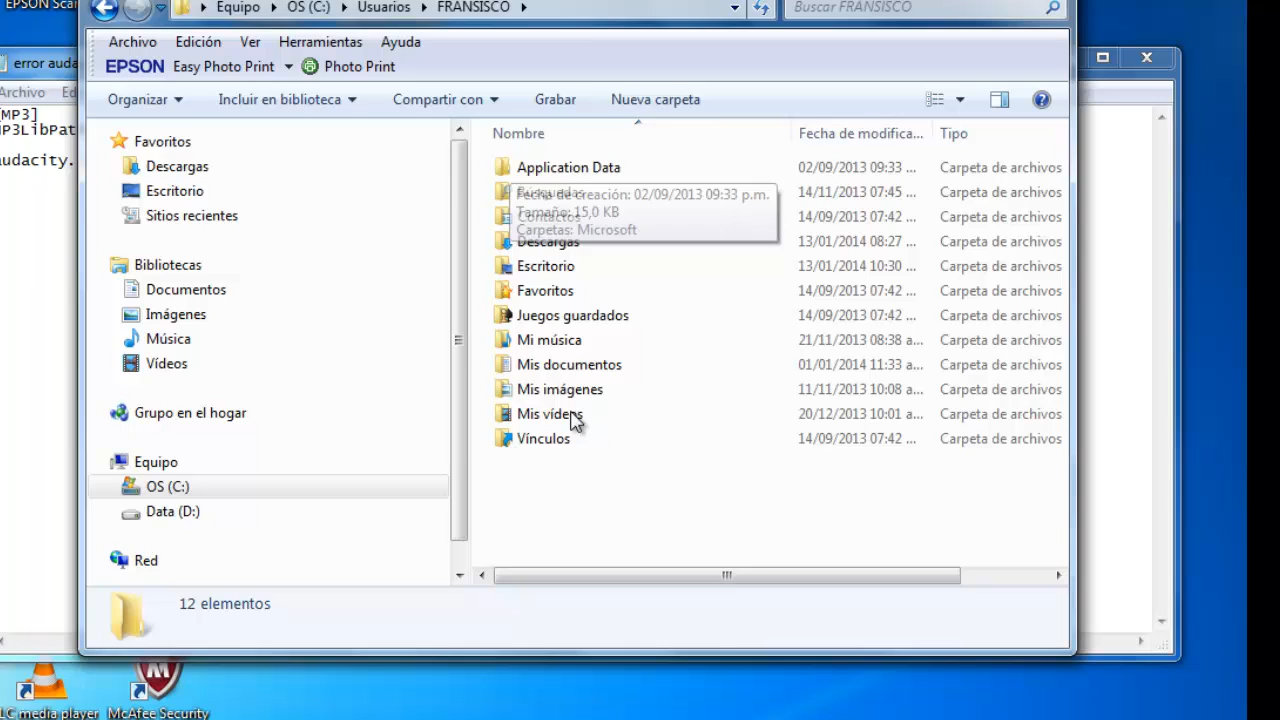 EPSON Scan
Equipo OS (C:) Usuarios FRANSISCO
Buscar FRANSISCO
error auda
Archivo Edición Ver Herramientas Ayuda
EPSON Easy Photo Print Photo Print
Archivo Ed
Organizar Incluir en biblioteca Compartir con Grabar Nueva carpeta
[MP3]
MP3LibPat
audacity.
Favoritos
Descargas
Escritorio
Sitios recientes
Bibliotecas
Documentos
Imágenes
Música
Vídeos
Grupo en el hogar
Equipo
OS (C:)
Data (D:)
Red
Nombre Fecha de modifica... Tipo
Application Data 02/09/2013 09:33 ... Carpeta de archivos
Búsquedas 14/11/2013 07:45 ... Carpeta de archivos
Contactos 14/09/2013 07:42 ... Carpeta de archivos
Descargas 13/01/2014 08:27 ... Carpeta de archivos
Escritorio 13/01/2014 10:30 ... Carpeta de archivos
Favoritos 14/09/2013 07:42 ... Carpeta de archivos
Juegos guardados 14/09/2013 07:42 ... Carpeta de archivos
Mi música 21/11/2013 08:38 a... Carpeta de archivos
Mis documentos 01/01/2014 11:33 a... Carpeta de archivos
Mis imágenes 11/11/2013 10:08 a... Carpeta de archivos
Mis vídeos 20/12/2013 10:01 a... Carpeta de archivos
Vínculos 14/09/2013 07:42 ... Carpeta de archivos
Fecha de creación: 02/09/2013 09:33 p.m.
Tamaño: 15,0 KB
Carpetas: Microsoft
12 elementos
LC media player
McAfee Security